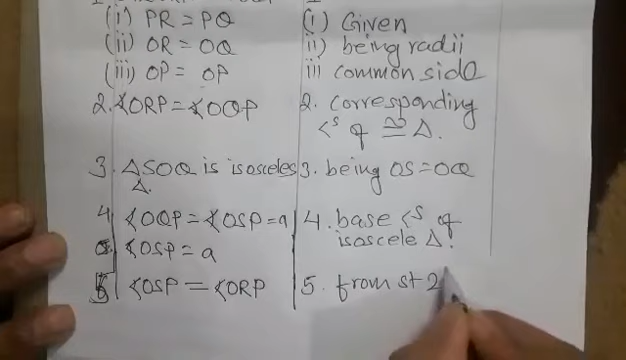 (i) PR = PQ (i) Given
(ii) OR = OQ ii) being radii
(iii) OP = OP iii common side
2. ∢ORP = ∢OQP 2. corresponding
<s of ≅ Δ.
3. ΔSOQ is isosceles 3. being OS = OQ
Δ.
4 ∢OQP = ∢OSP = a 4. base <s of
∢OSP = a isoscele Δ.
5 ∢OSP = ∢ORP 5. from st 2